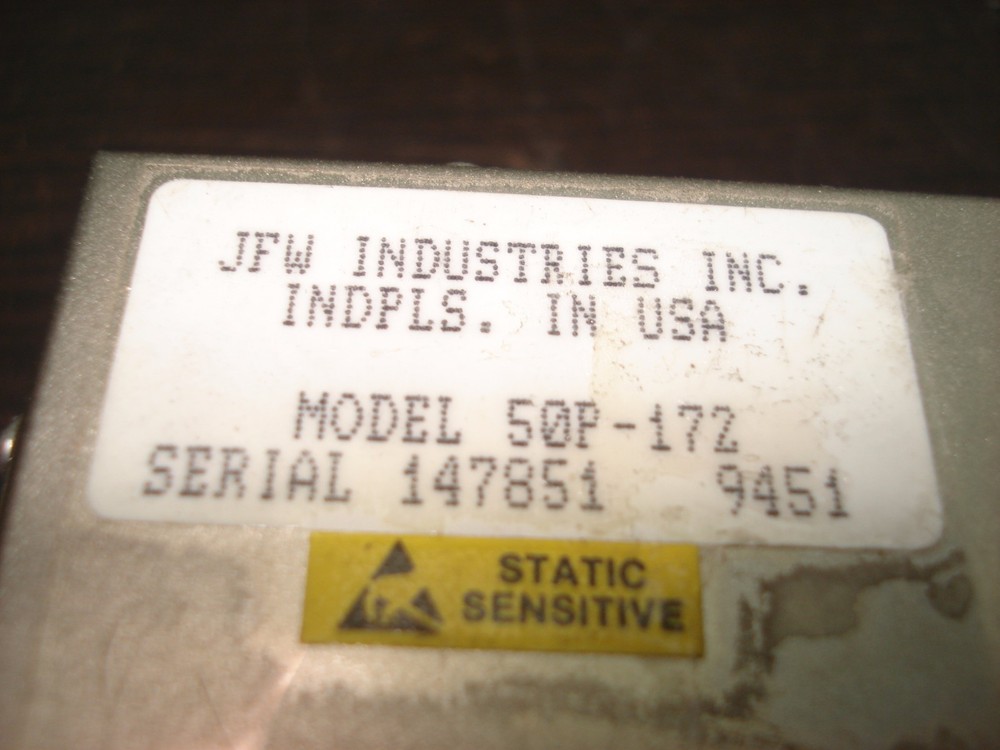 JFW INDUSTRIES INC.
INDPLS. IN USA
MODEL 50P-172
SERIAL 147851 9451
STATIC
SENSITIVE